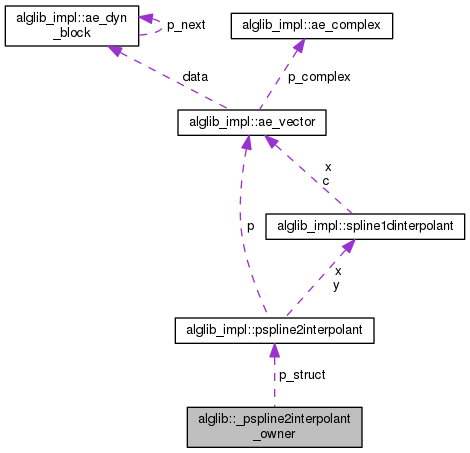 alglib_impl::ae_dyn
_block
p_next
alglib_impl::ae_complex
data
p_complex
alglib_impl::ae_vector
x
c
p
alglib_impl::spline1dinterpolant
x
y
alglib_impl::pspline2interpolant
p_struct
alglib::_pspline2interpolant
_owner